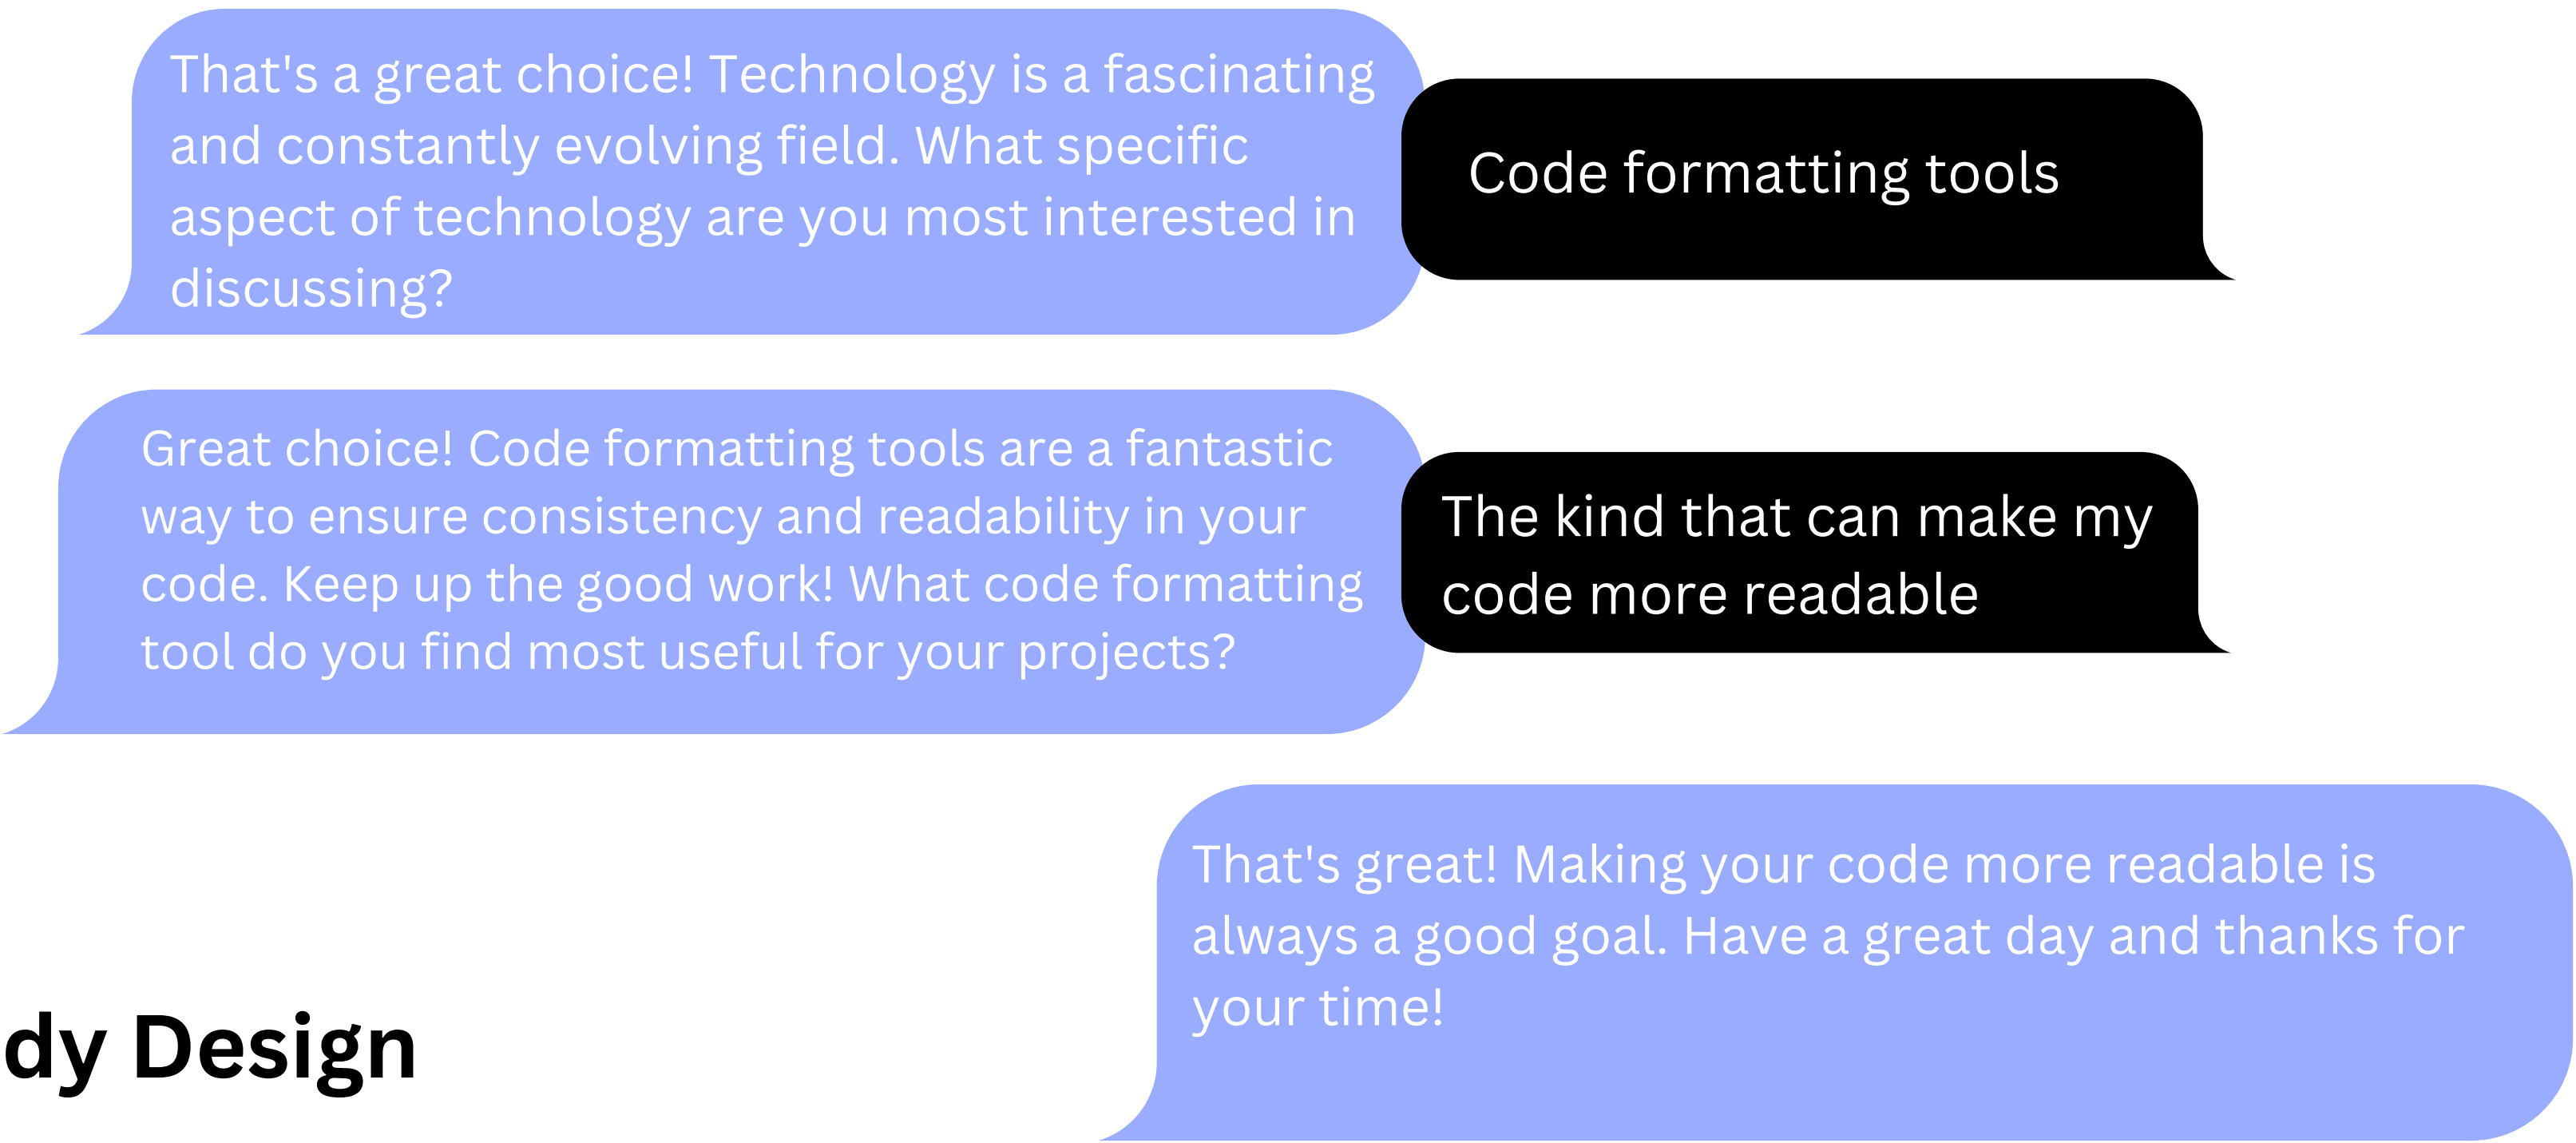 That's a great choice! Technology is a fascinating
and constantly evolving field. What specific
aspect of technology are you most interested in
discussing?
Code formatting tools
Great choice! Code formatting tools are a fantastic
way to ensure consistency and readability in your
code. Keep up the good work! What code formatting
tool do you find most useful for your projects?
The kind that can make my
code more readable
That's great! Making your code more readable is
always a good goal. Have a great day and thanks for
your time!
dy Design